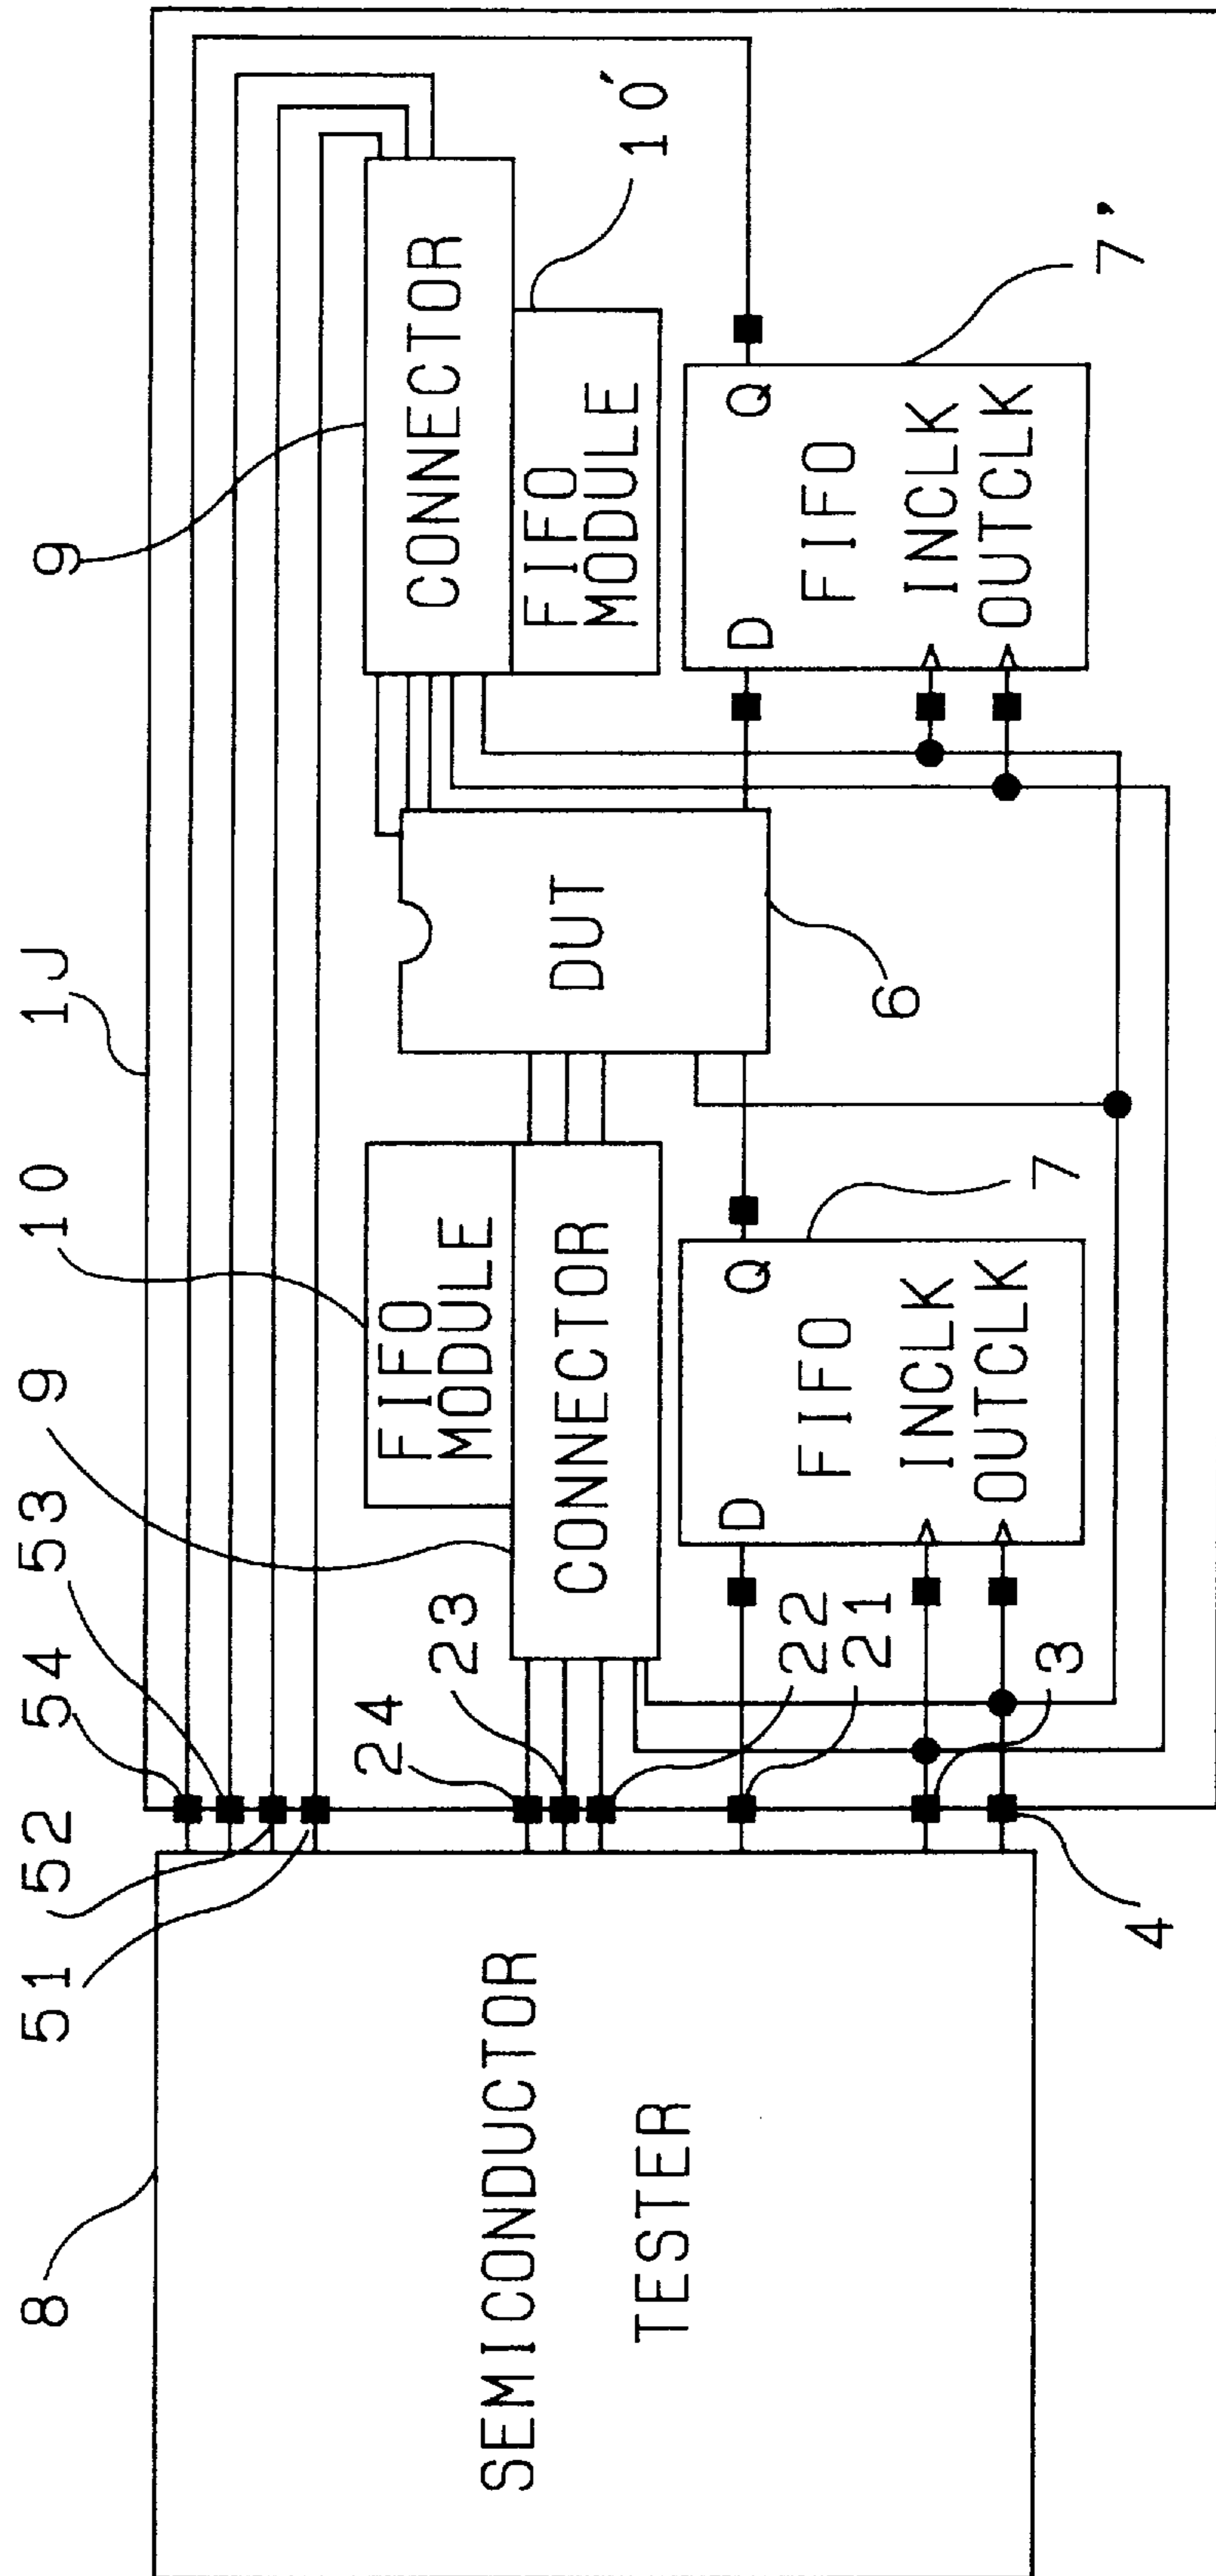 8
51
52
54
53
9
10
1J
9
SEMICONDUCTOR
TESTER
24
23
22
21
3
4
FIFO
MODULE
CONNECTOR
D
Q
FIFO
INCLK
OUTCLK
7
DUT
6
CONNECTOR
FIFO
MODULE
10'
D
Q
FIFO
INCLK
OUTCLK
7'